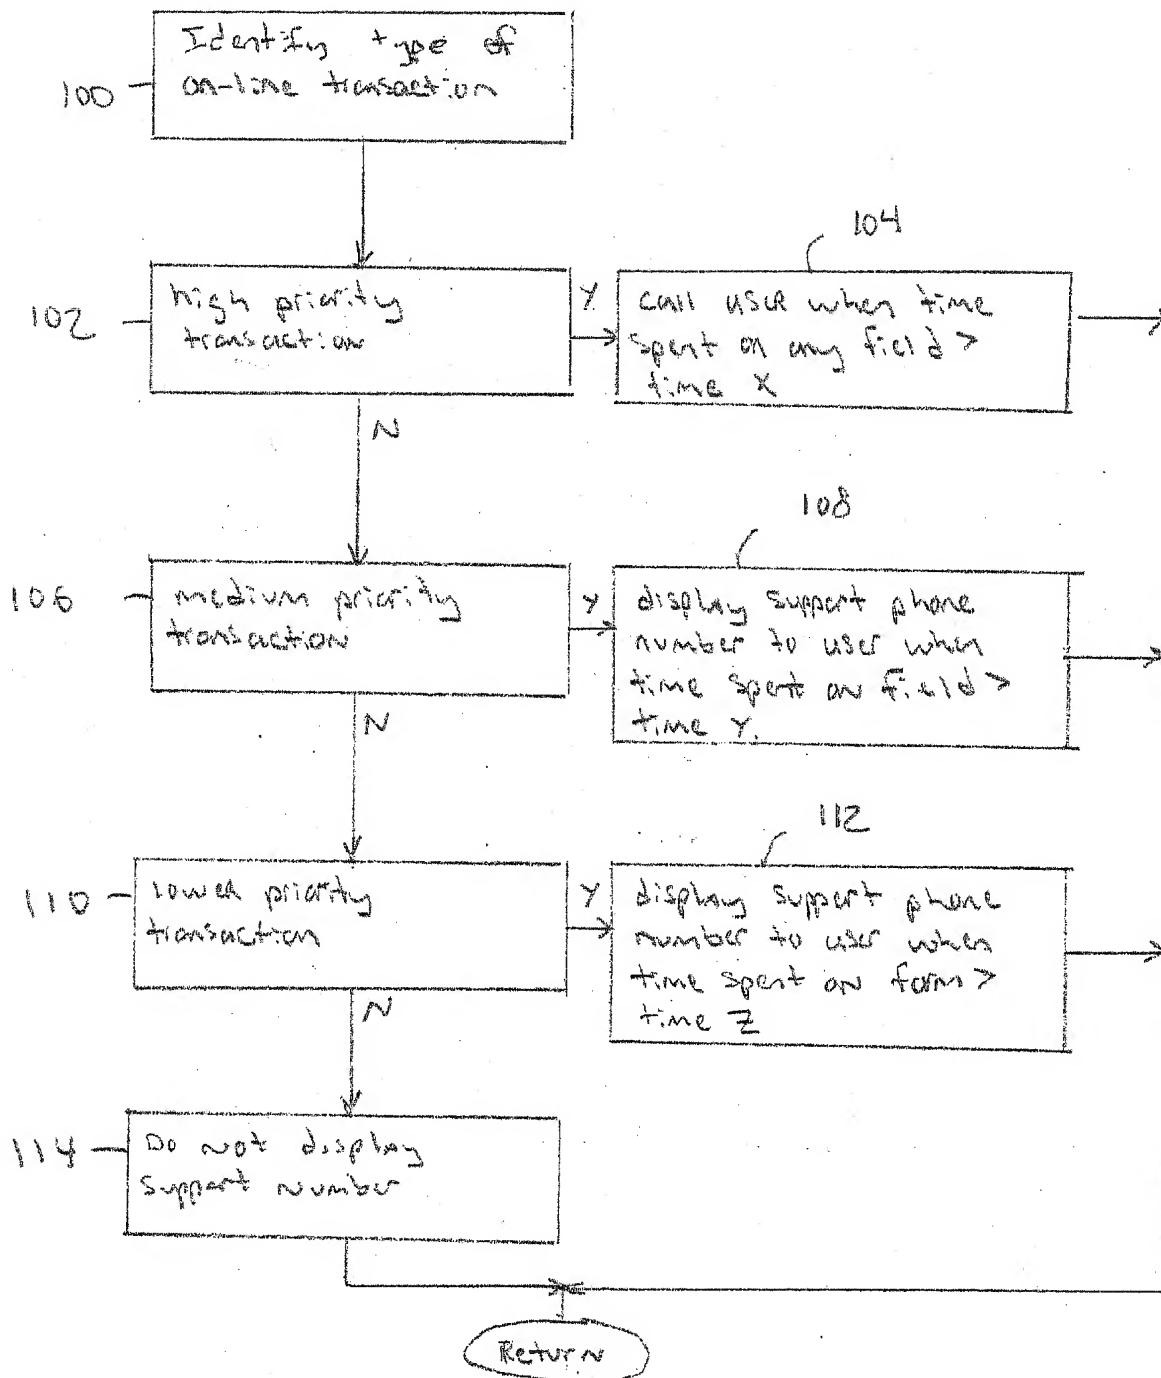 Identify type of
100
on-line transaction
104
102
high priority
transaction
Y
call user when time
spent on any field >
time X
N
108
106
medium priority
transaction
Y
display support phone
number to user when
time spent on field >
time Y.
N
112
110
lower priority
transaction
Y
display support phone
number to user when
time spent on form >
time Z
N
114
Do not display
support number
Return